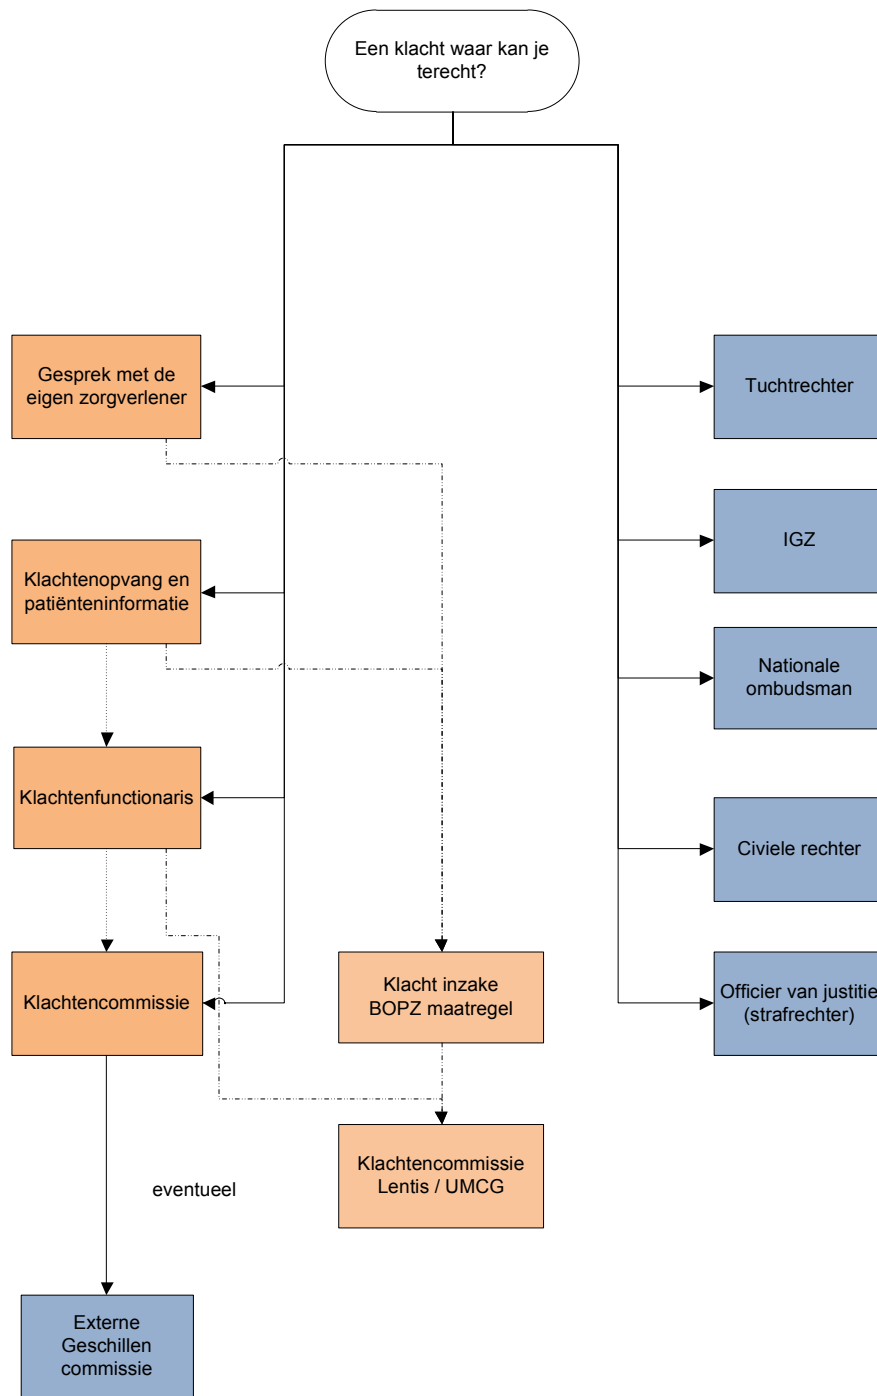 Een klacht waar kan je
terecht?
Gesprek met de
eigen zorgverlener
Tuchtrechter
Klachtenopvang en
patiënteninformatie
IGZ
Nationale
ombudsman
Klachtenfunctionaris
Civiele rechter
Klachtencommissie
Klacht inzake
BOPZ maatregel
Officier van justitie
(strafrechter)
Klachtencommissie
Lentis / UMCG
eventueel
Externe
Geschillen
commissie